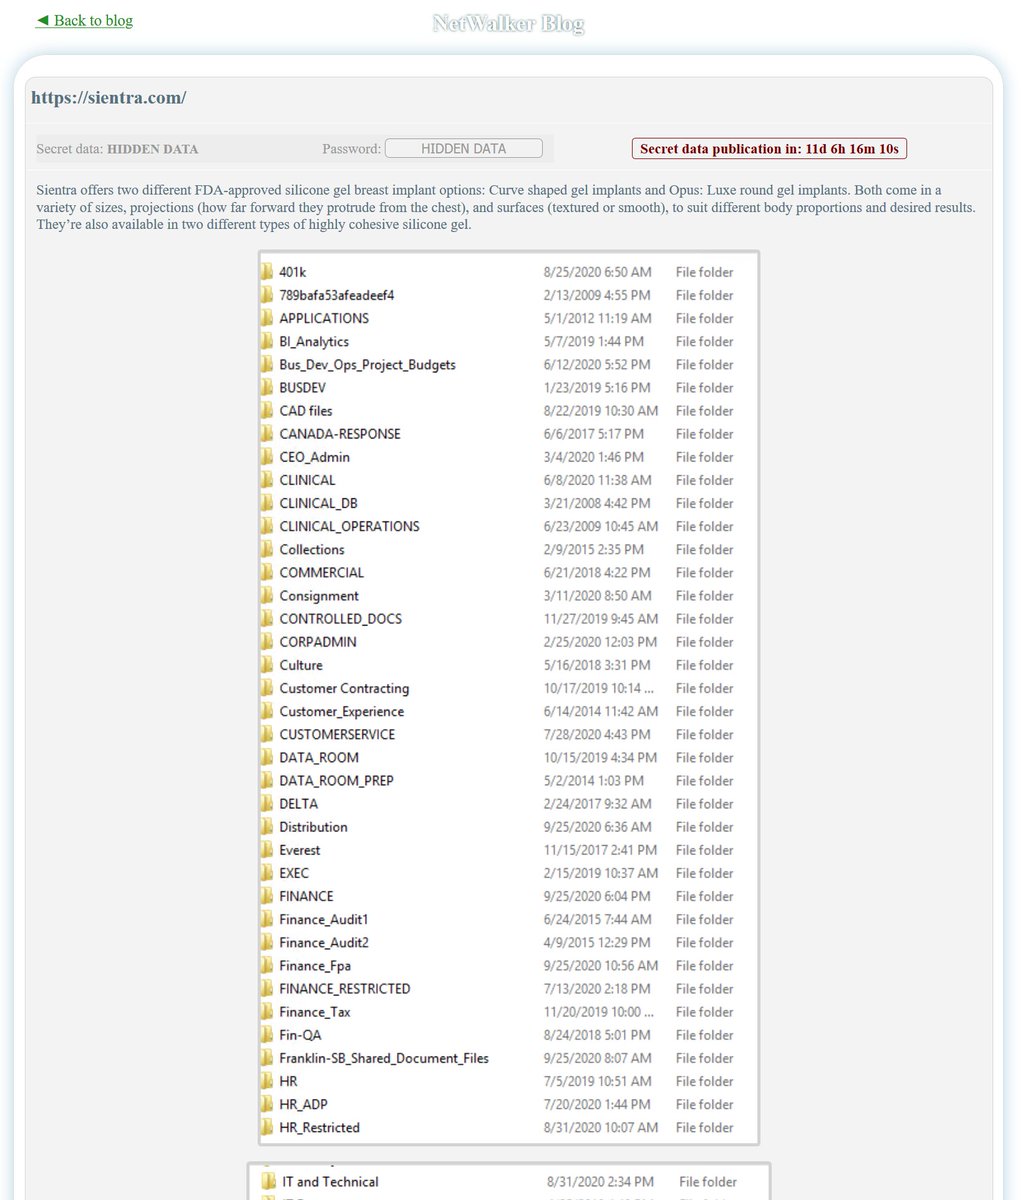 ◄ Back to blog
NetWalker Blog
https://sientra.com/
Secret data: HIDDEN DATA Password: HIDDEN DATA Secret data publication in: 11d 6h 16m 10s
Sientra offers two different FDA-approved silicone gel breast implant options: Curve shaped gel implants and Opus: Luxe round gel implants. Both come in a
variety of sizes, projections (how far forward they protrude from the chest), and surfaces (textured or smooth), to suit different body proportions and desired results.
They’re also available in two different types of highly cohesive silicone gel.
401k 8/25/2020 6:50 AM File folder
789bafa53afeadeef4 2/13/2009 4:55 PM File folder
APPLICATIONS 5/1/2012 11:19 AM File folder
BI_Analytics 5/7/2019 1:44 PM File folder
Bus_Dev_Ops_Project_Budgets 6/12/2020 5:52 PM File folder
BUSDEV 1/23/2019 5:16 PM File folder
CAD files 8/22/2019 10:30 AM File folder
CANADA-RESPONSE 6/6/2017 5:17 PM File folder
CEO_Admin 3/4/2020 1:46 PM File folder
CLINICAL 6/8/2020 11:38 AM File folder
CLINICAL_DB 3/21/2008 4:42 PM File folder
CLINICAL_OPERATIONS 6/23/2009 10:45 AM File folder
Collections 2/9/2015 2:35 PM File folder
COMMERCIAL 6/21/2018 4:22 PM File folder
Consignment 3/11/2020 8:50 AM File folder
CONTROLLED_DOCS 11/27/2019 9:45 AM File folder
CORPADMIN 2/25/2020 12:03 PM File folder
Culture 5/16/2018 3:31 PM File folder
Customer Contracting 10/17/2019 10:14 ... File folder
Customer_Experience 6/14/2014 11:42 AM File folder
CUSTOMERSERVICE 7/28/2020 4:43 PM File folder
DATA_ROOM 10/15/2019 4:34 PM File folder
DATA_ROOM_PREP 5/2/2014 1:03 PM File folder
DELTA 2/24/2017 9:32 AM File folder
Distribution 9/25/2020 6:36 AM File folder
Everest 11/15/2017 2:41 PM File folder
EXEC 2/15/2019 10:37 AM File folder
FINANCE 9/25/2020 6:04 PM File folder
Finance_Audit1 6/24/2015 7:44 AM File folder
Finance_Audit2 4/9/2015 12:29 PM File folder
Finance_Fpa 9/25/2020 10:56 AM File folder
FINANCE_RESTRICTED 7/13/2020 2:18 PM File folder
Finance_Tax 11/20/2019 10:00 ... File folder
Fin-QA 8/24/2018 5:01 PM File folder
Franklin-SB_Shared_Document_Files 9/25/2020 8:07 AM File folder
HR 7/5/2019 10:51 AM File folder
HR_ADP 7/20/2020 1:44 PM File folder
HR_Restricted 8/31/2020 10:07 AM File folder
IT and Technical 8/31/2020 2:34 PM File folder